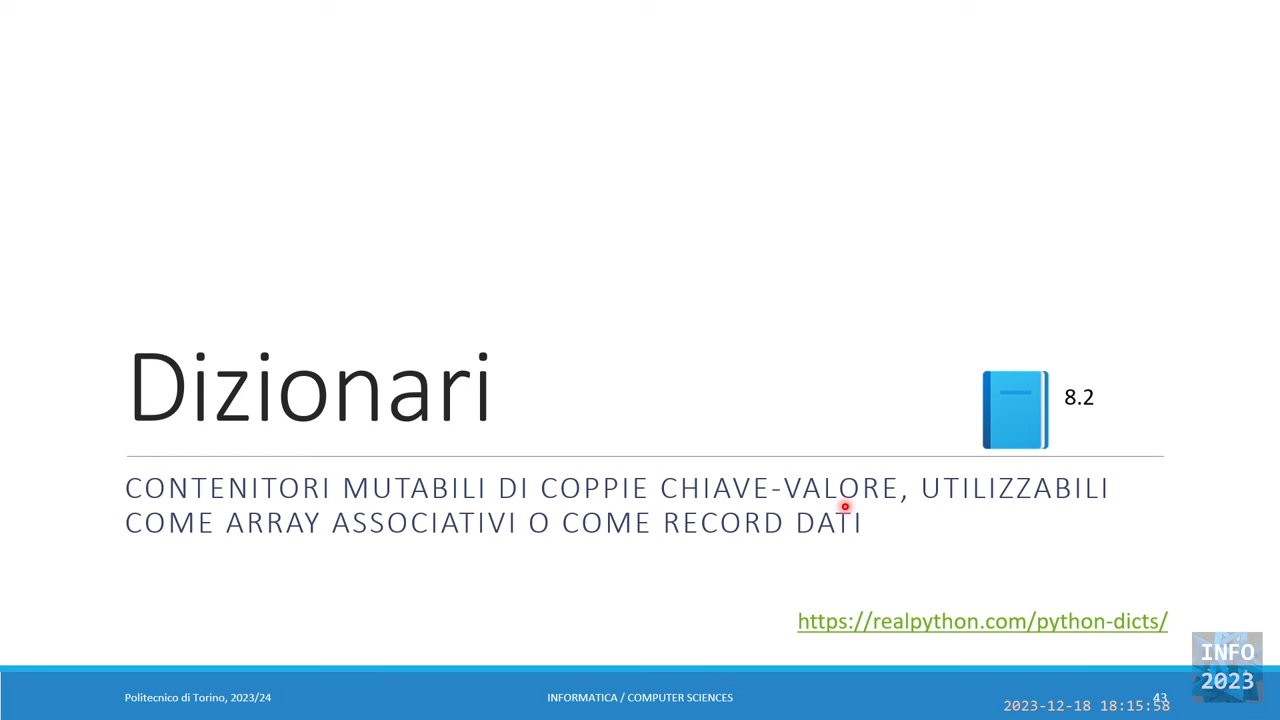 Dizionari
8.2
CONTENITORI MUTABILI DI COPPIE CHIAVE-VALORE, UTILIZZABILI
COME ARRAY ASSOCIATIVI O COME RECORD DATI
https://realpython.com/python-dicts/
INFO
2023
Politecnico di Torino, 2023/24
INFORMATICA / COMPUTER SCIENCES
43
2023-12-18 18:15:58